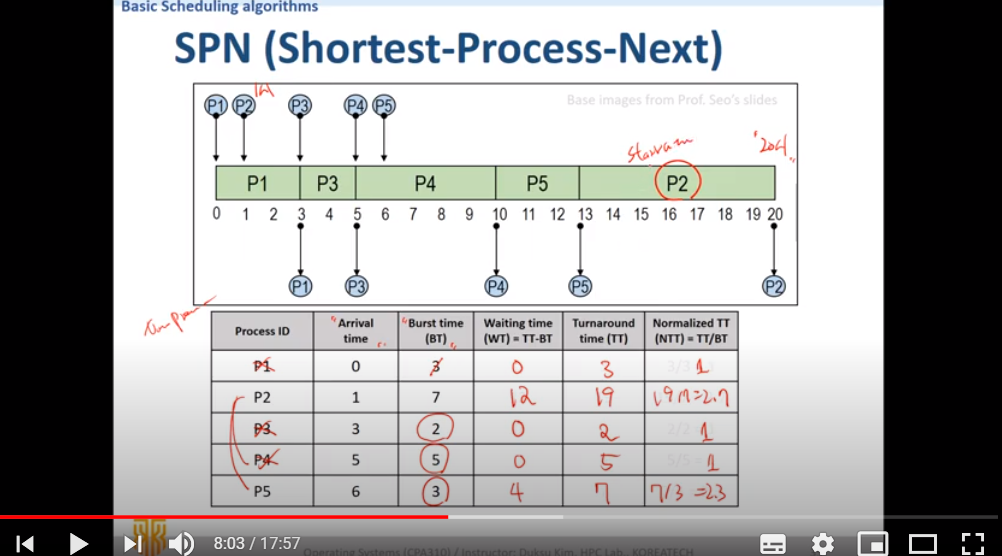 Basic Scheduling algorithms
SPN (Shortest-Process-Next)
Base images from Prof. Seo's slides
P1 P2 P3 P4 P5
"20초"
P1 P3 P4 P5 P2
0 1 2 3 4 5 6 7 8 9 10 11 12 13 14 15 16 17 18 19 20
P1 P3 P4 P5 P2
Process ID "Arrival time" "Burst time (BT)" Waiting time (WT) = TT-BT Turnaround time (TT) Normalized TT (NTT) = TT/BT
P1 0 3 0 3 3/3 = 1
P2 1 7 12 19 19/7=2.7
P3 3 2 0 2 2/2 = 1
P4 5 5 0 5 5/5 = 1
P5 6 3 4 7 7/3 = 2.3
8:03 / 17:57
Operating Systems (CPA310) / Instructor: Duksu Kim, HPC Lab., KOREATECH